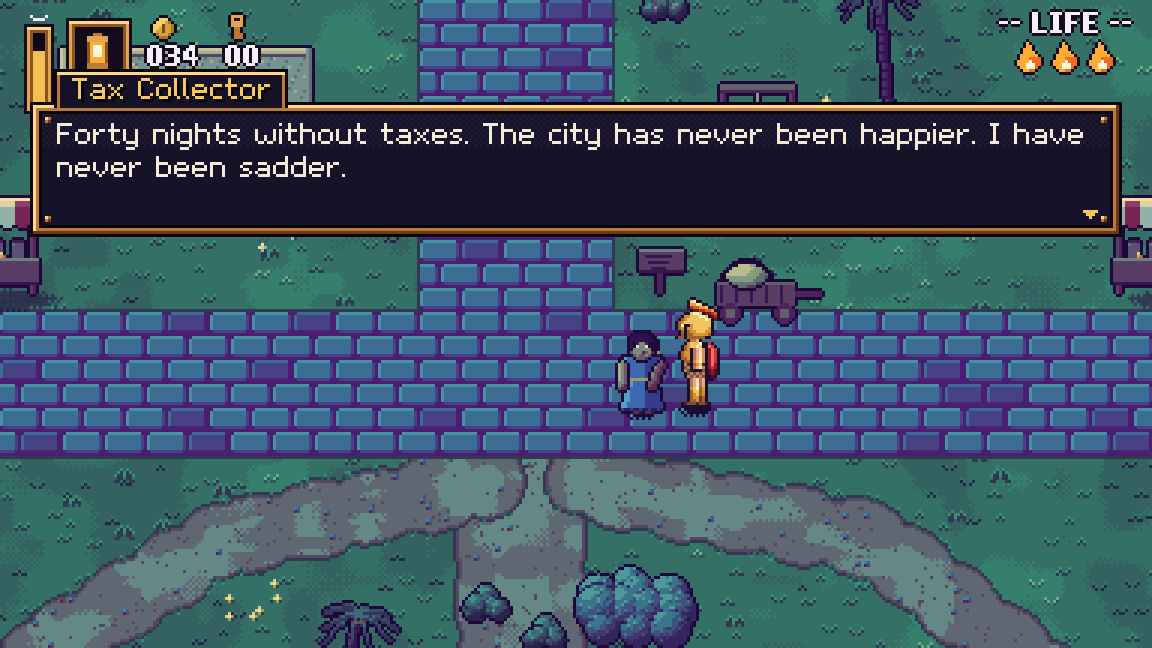 034 00
-- LIFE --
Tax Collector
Forty nights without taxes. The city has never been happier. I have
never been sadder.